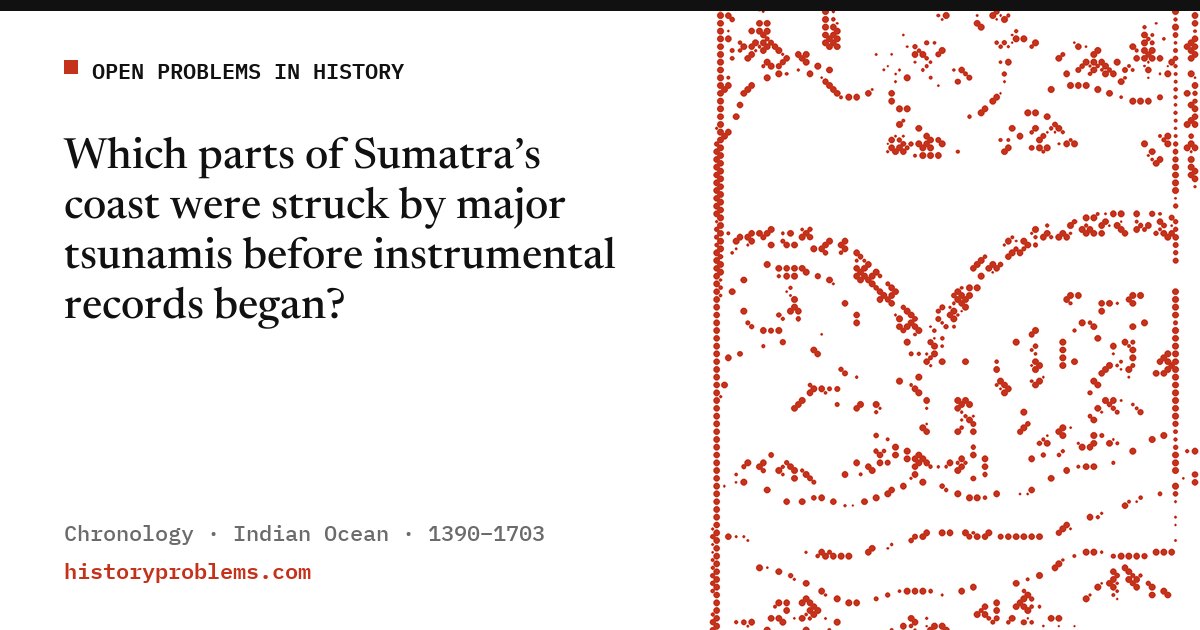 OPEN PROBLEMS IN HISTORY
Which parts of Sumatra’s
coast were struck by major
tsunamis before instrumental
records began?
Chronology · Indian Ocean · 1390–1703
historyproblems.com